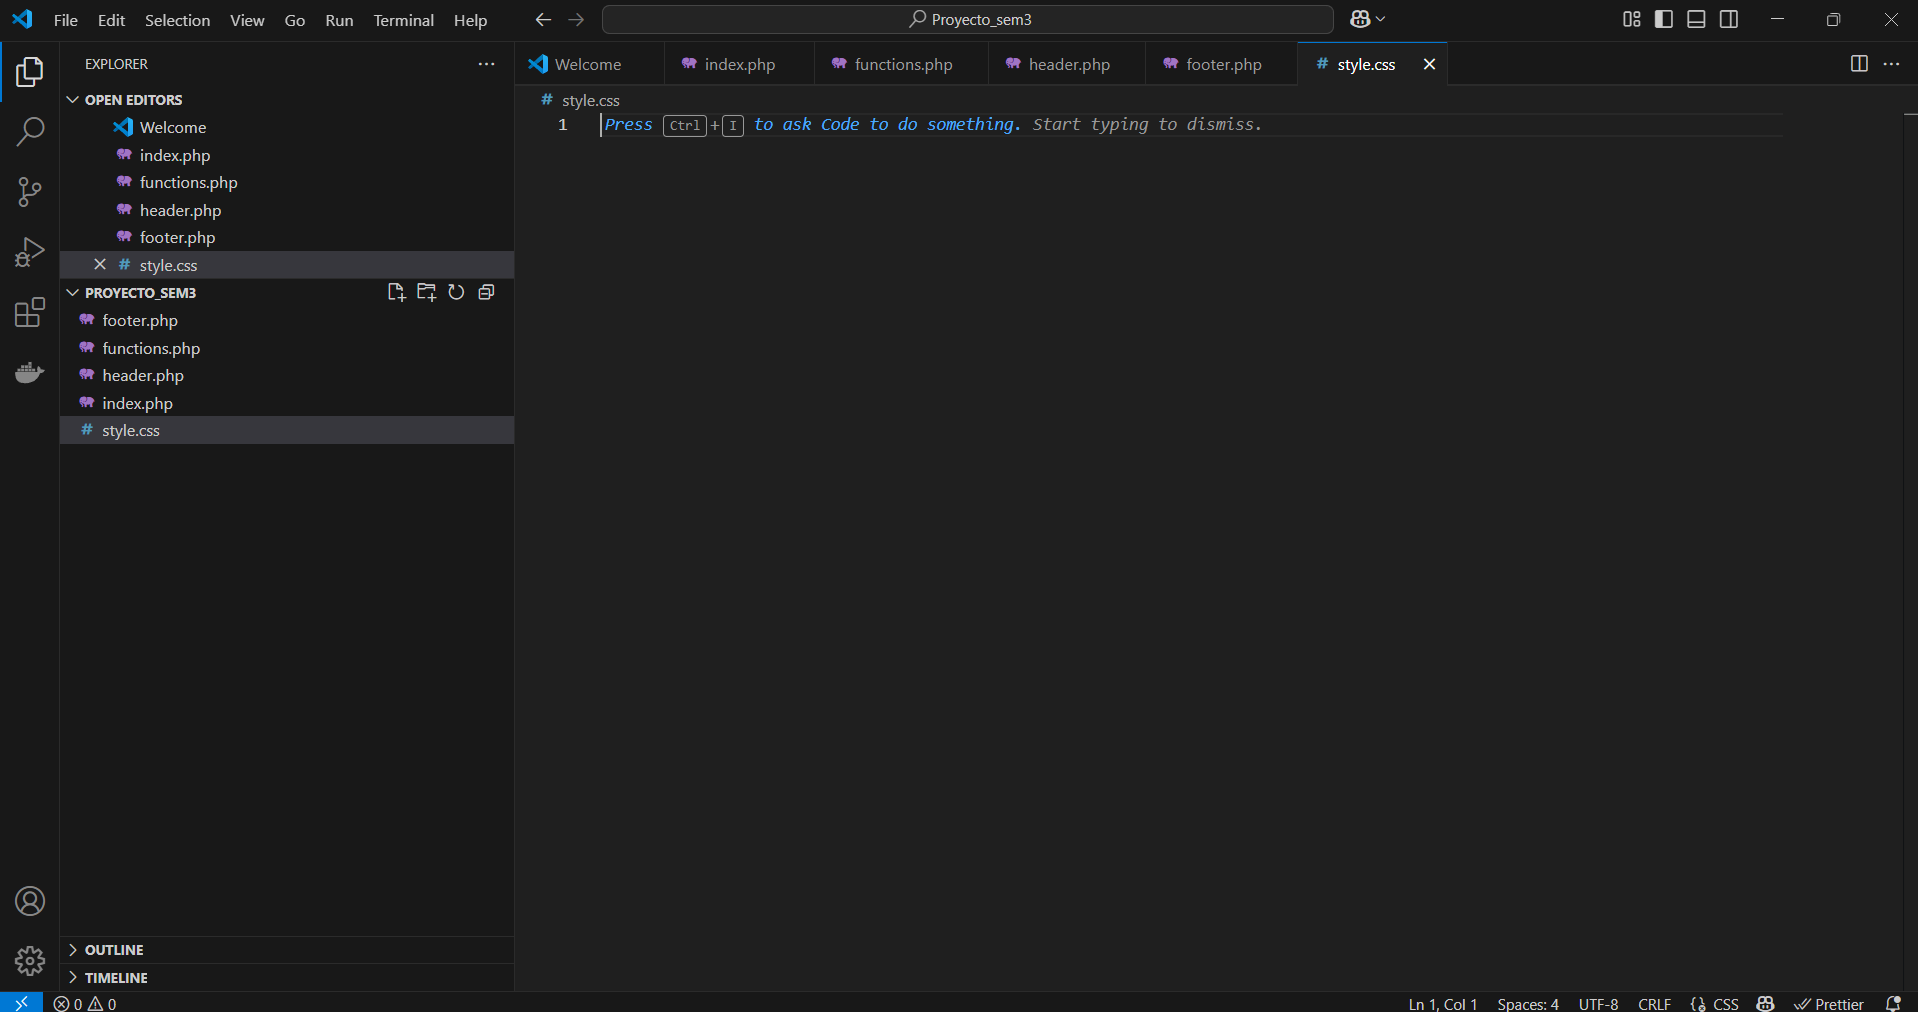 File Edit Selection View Go Run Terminal Help
Proyecto_sem3
EXPLORER
OPEN EDITORS
Welcome
index.php
functions.php
header.php
footer.php
style.css
PROYECTO_SEM3
footer.php
functions.php
header.php
index.php
style.css
OUTLINE
TIMELINE
Welcome index.php functions.php header.php footer.php # style.css
# style.css
1 Press Ctrl + I to ask Code to do something. Start typing to dismiss.
0 0
Ln 1, Col 1 Spaces: 4 UTF-8 CRLF CSS Prettier